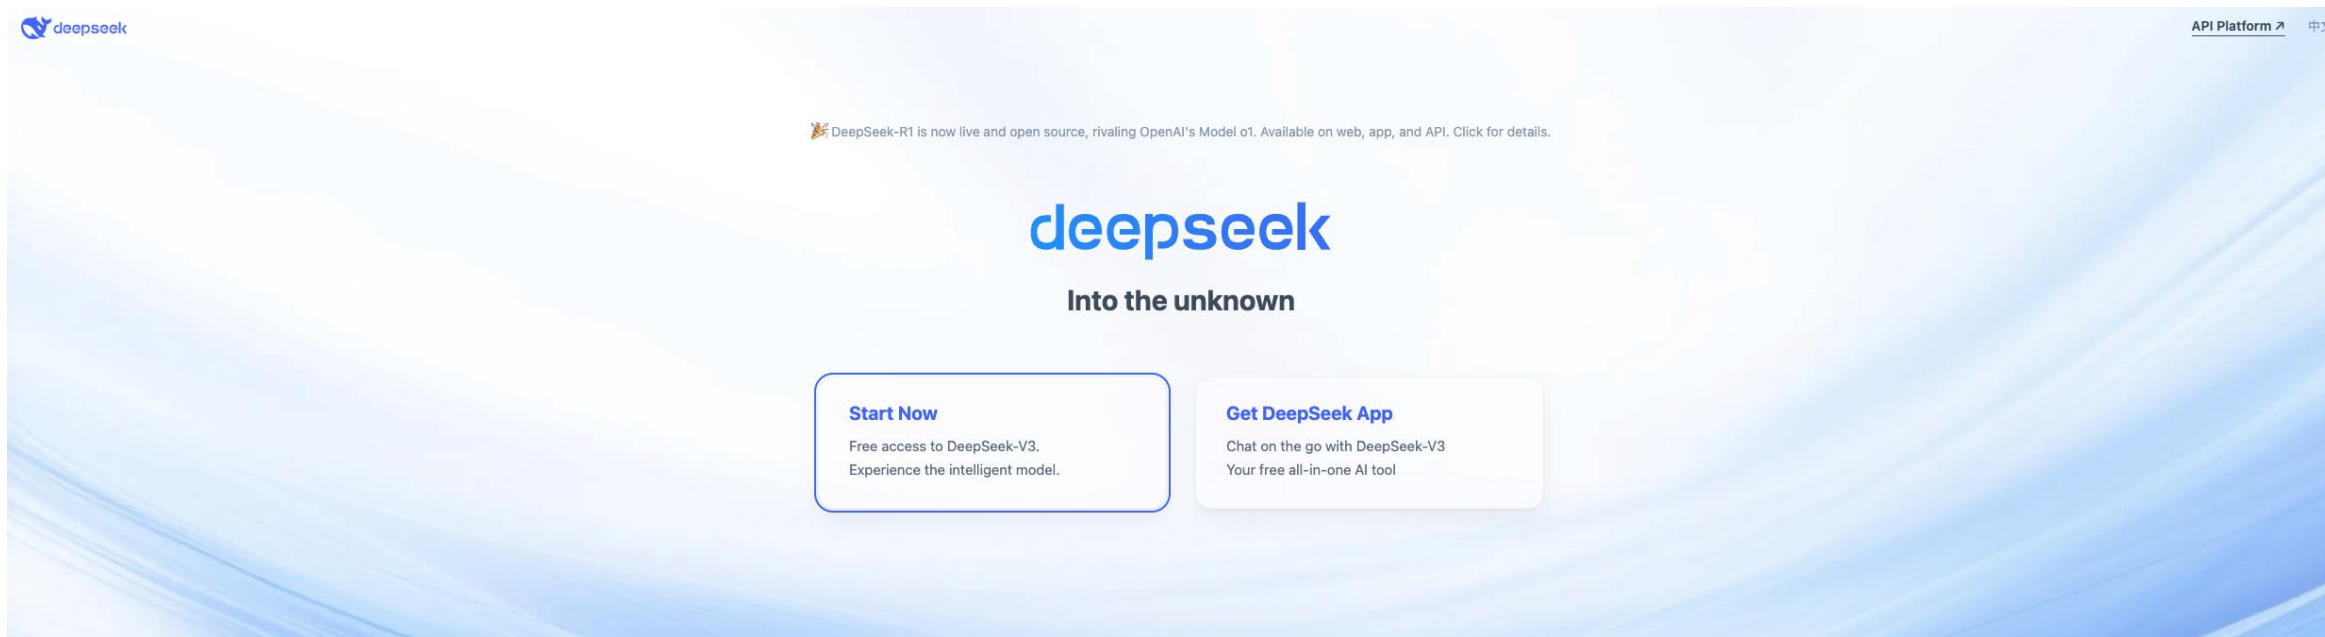 deepseek
API Platform ↗
中文
🎉 DeepSeek-R1 is now live and open source, rivaling OpenAI's Model o1. Available on web, app, and API. Click for details.
deepseek
Into the unknown
Start Now
Free access to DeepSeek-V3.
Experience the intelligent model.
Get DeepSeek App
Chat on the go with DeepSeek-V3
Your free all-in-one AI tool